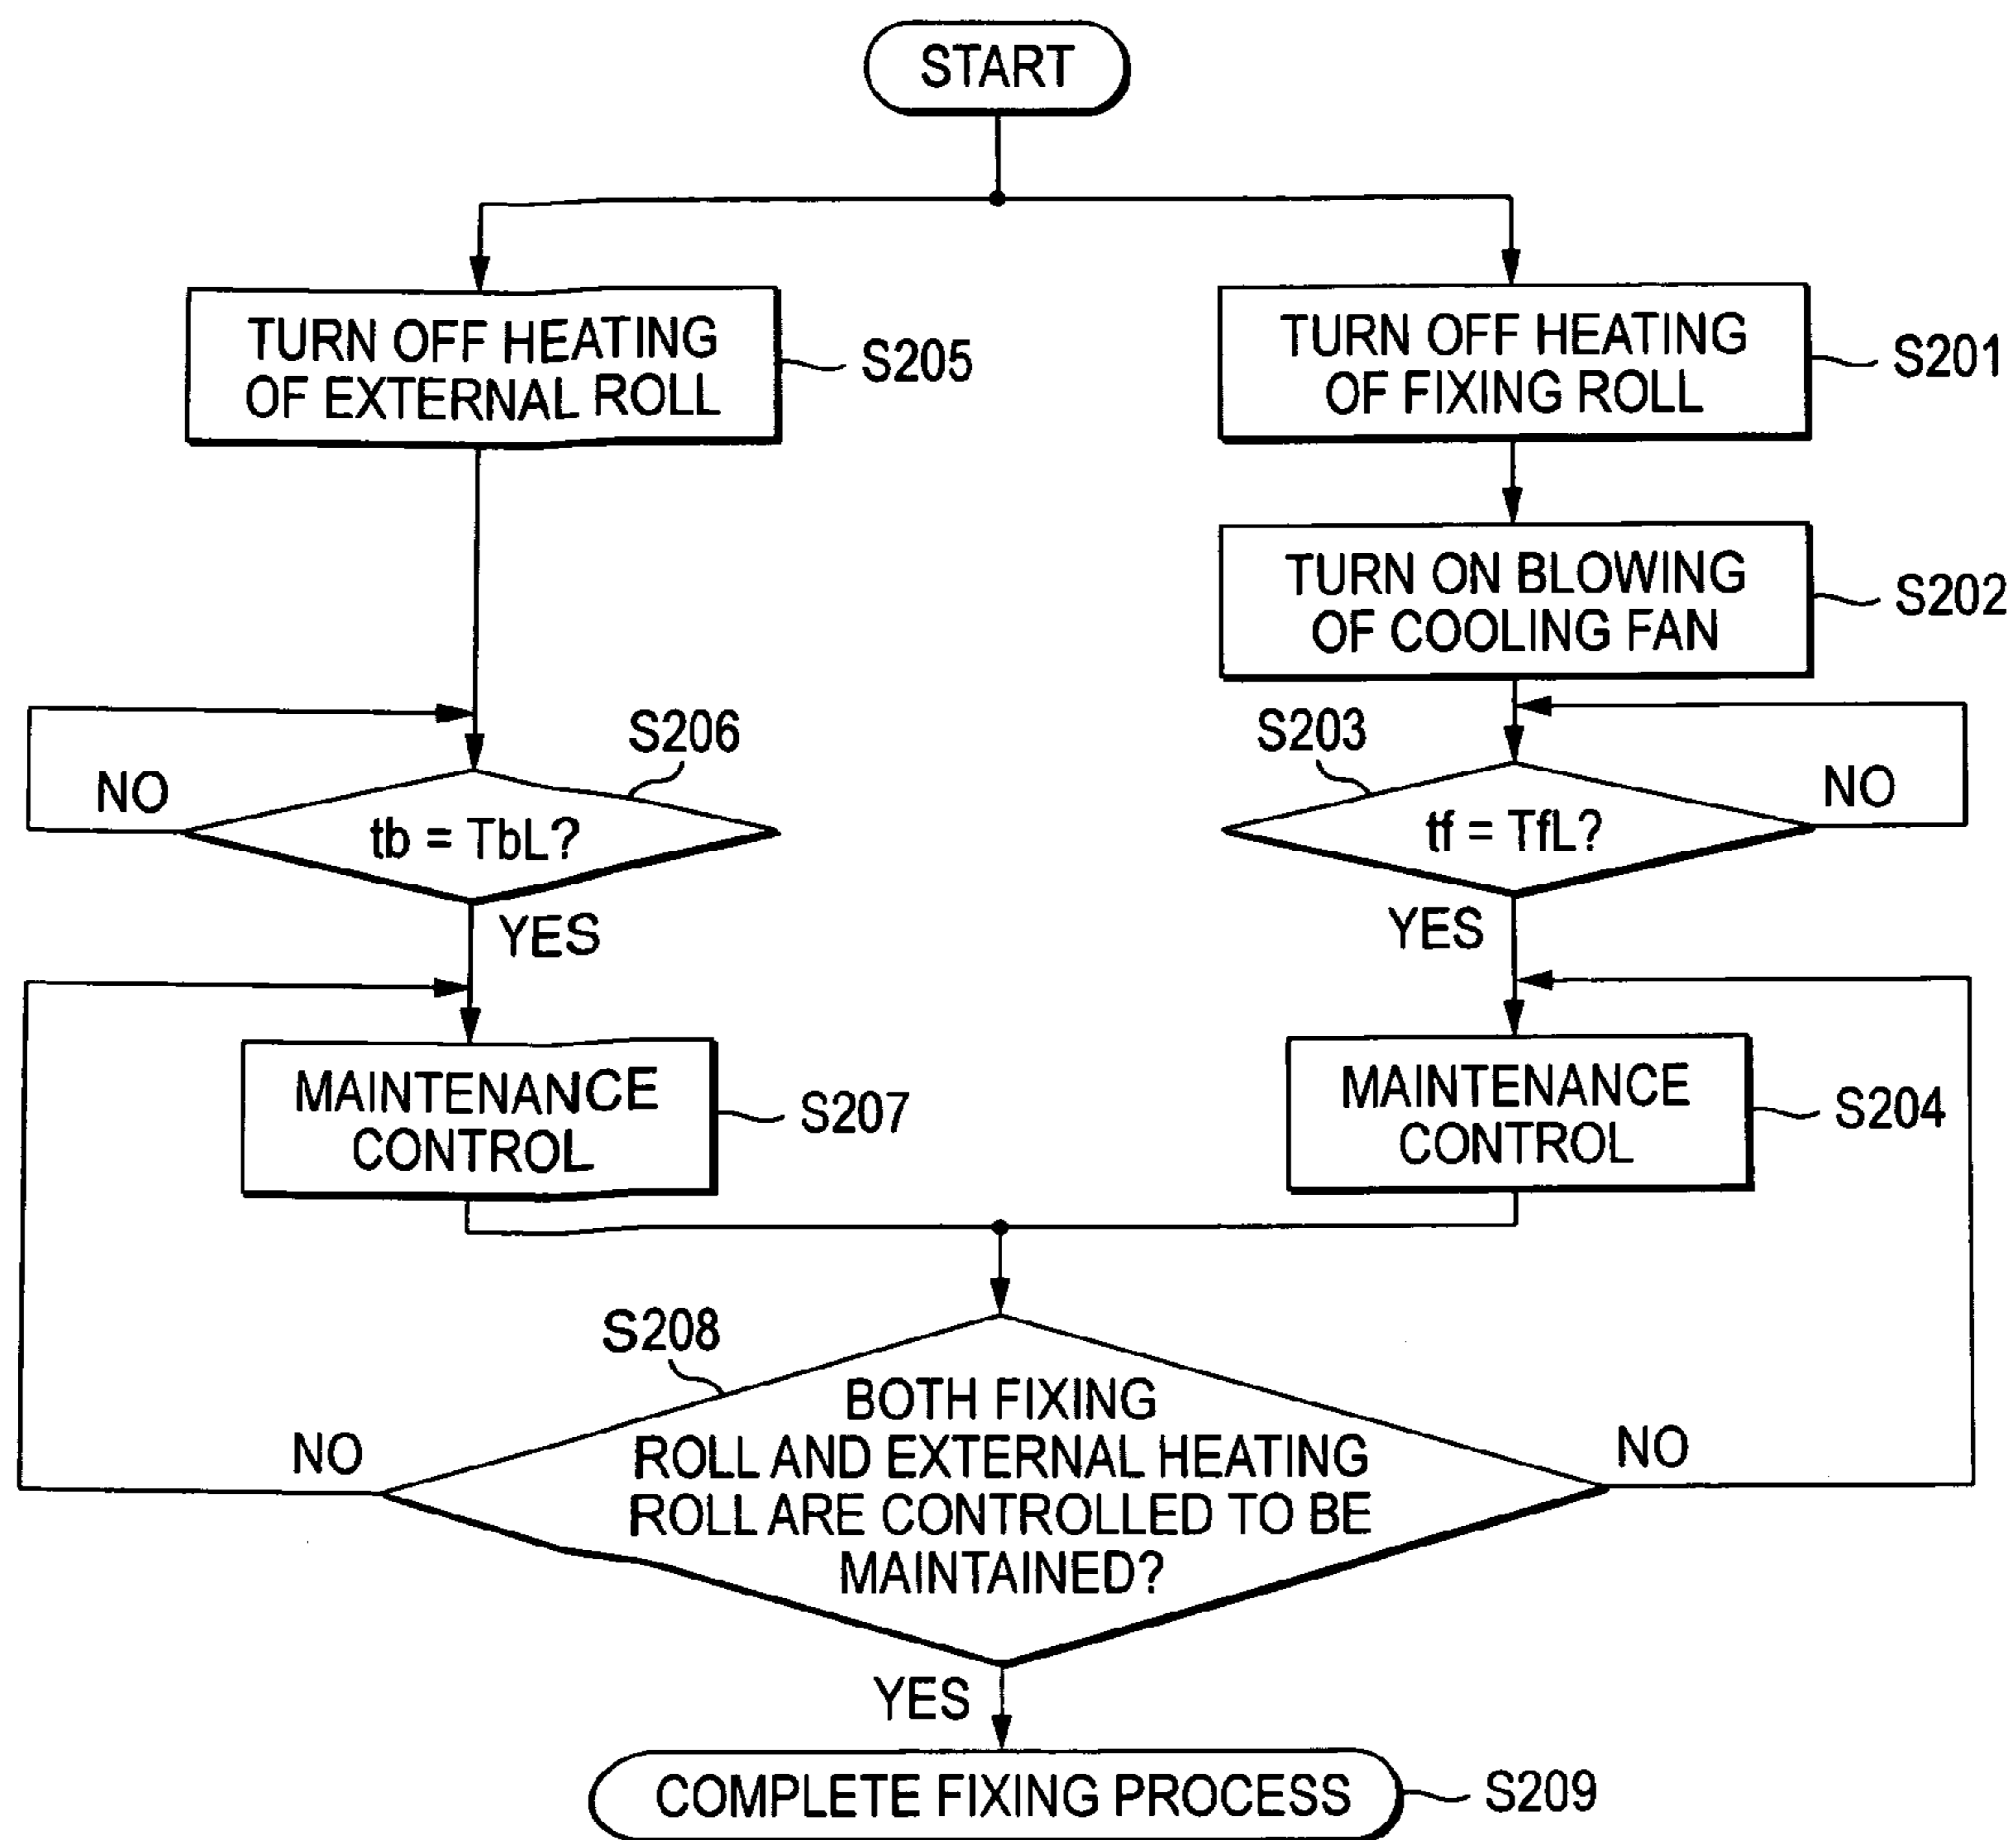 START
TURN OFF HEATING
OF EXTERNAL ROLL
S205
TURN OFF HEATING
OF FIXING ROLL
S201
TURN ON BLOWING
OF COOLING FAN
S202
S206
NO
tb = TbL?
YES
S203
NO
tf = TfL?
YES
MAINTENANCE
CONTROL
S207
MAINTENANCE
CONTROL
S204
S208
BOTH FIXING
ROLL AND EXTERNAL HEATING
ROLL ARE CONTROLLED TO BE
MAINTAINED?
NO
NO
YES
COMPLETE FIXING PROCESS
S209